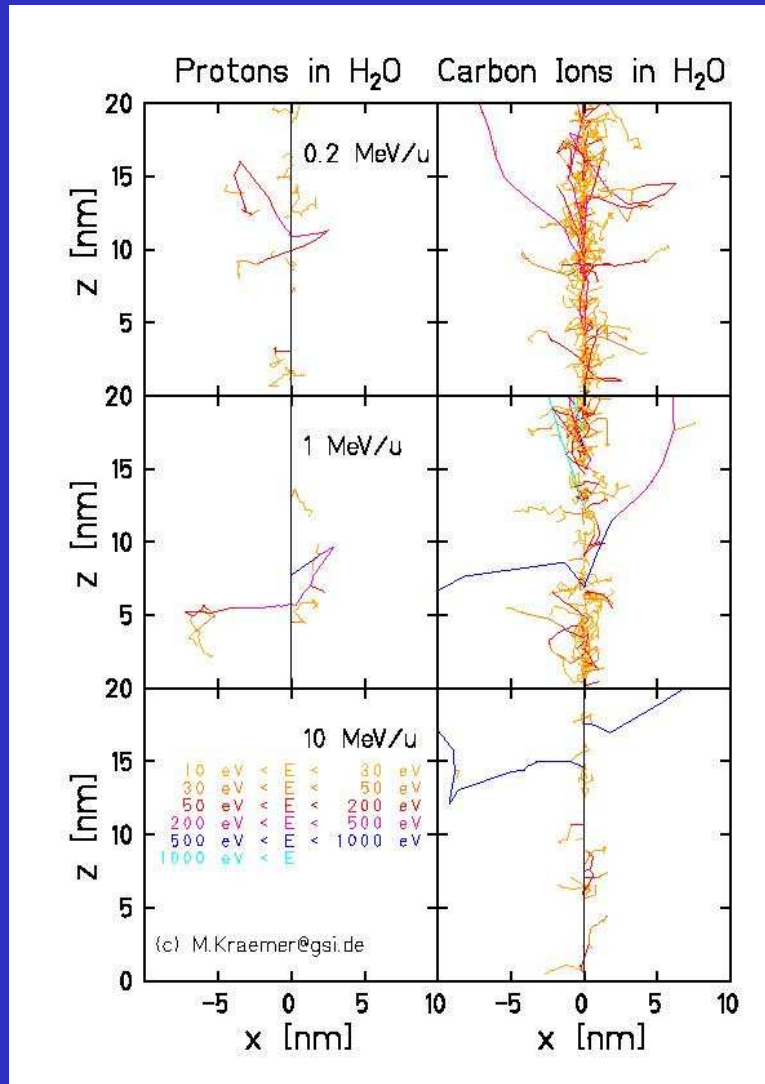 Protons in H₂O Carbon Ions in H₂O
20
0.2 MeV/u
15
z [nm]
10
5
20
1 MeV/u
15
z [nm]
10
5
20
10 MeV/u
15
10 eV < E < 30 eV
30 eV < E < 50 eV
50 eV < E < 200 eV
200 eV < E < 500 eV
500 eV < E < 1000 eV
1000 eV < E
z [nm]
10
5
(c) M.Kraemer@gsi.de
0
-5 0 5 10 -5 0 5 10
x [nm] x [nm]